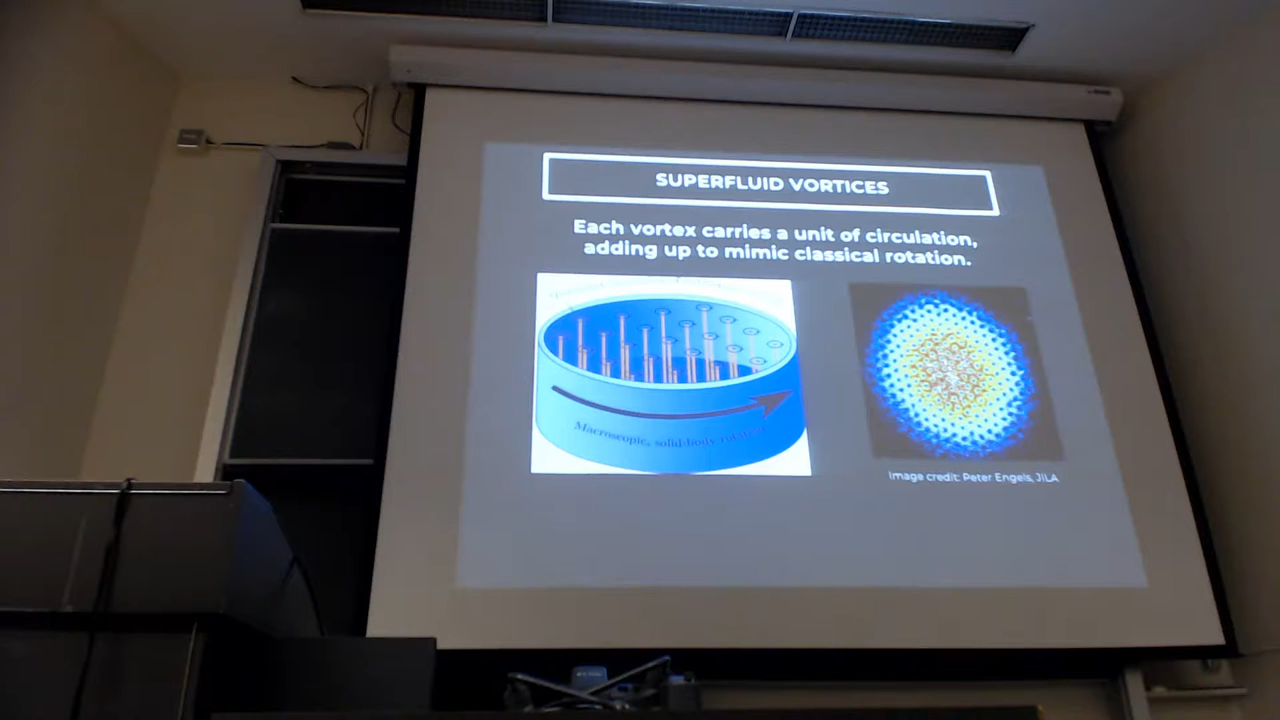 SUPERFLUID VORTICES
Each vortex carries a unit of circulation,
adding up to mimic classical rotation.
Macroscopic, solid-body rotation
Image credit: Peter Engels, JILA